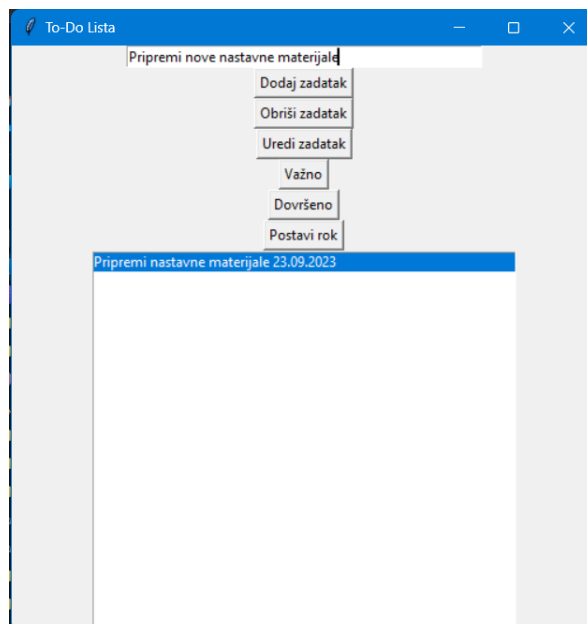 To-Do Lista
Pripremi nove nastavne materijale
Dodaj zadatak
Obriši zadatak
Uredi zadatak
Važno
Dovršeno
Postavi rok
Pripremi nastavne materijale 23.09.2023